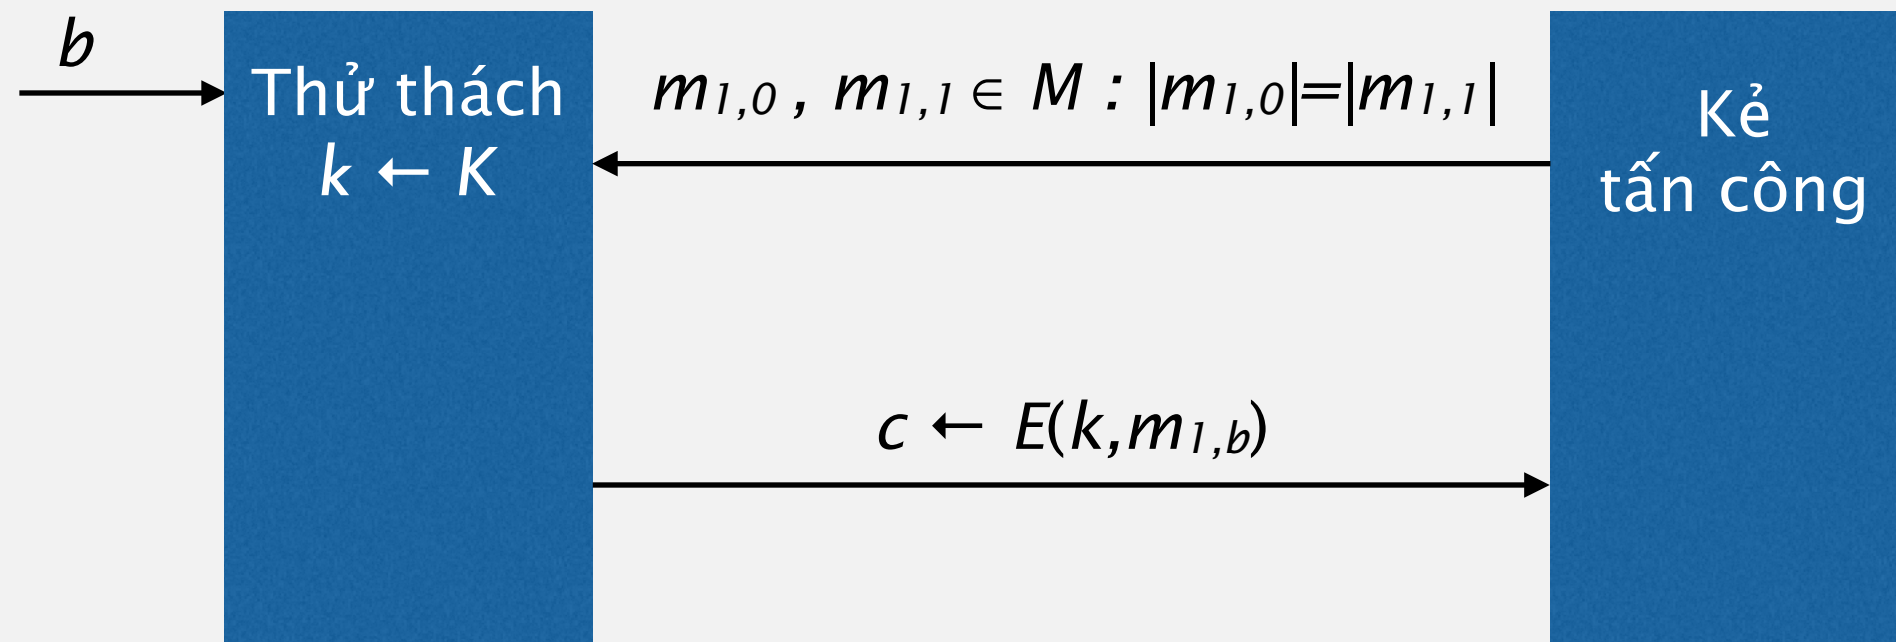 b
Thử thách
k ← K
m₁,₀ , m₁,₁ ∈ M : |m₁,₀|=|m₁,₁|
Kẻ
tấn công
c ← E(k,m₁,b)